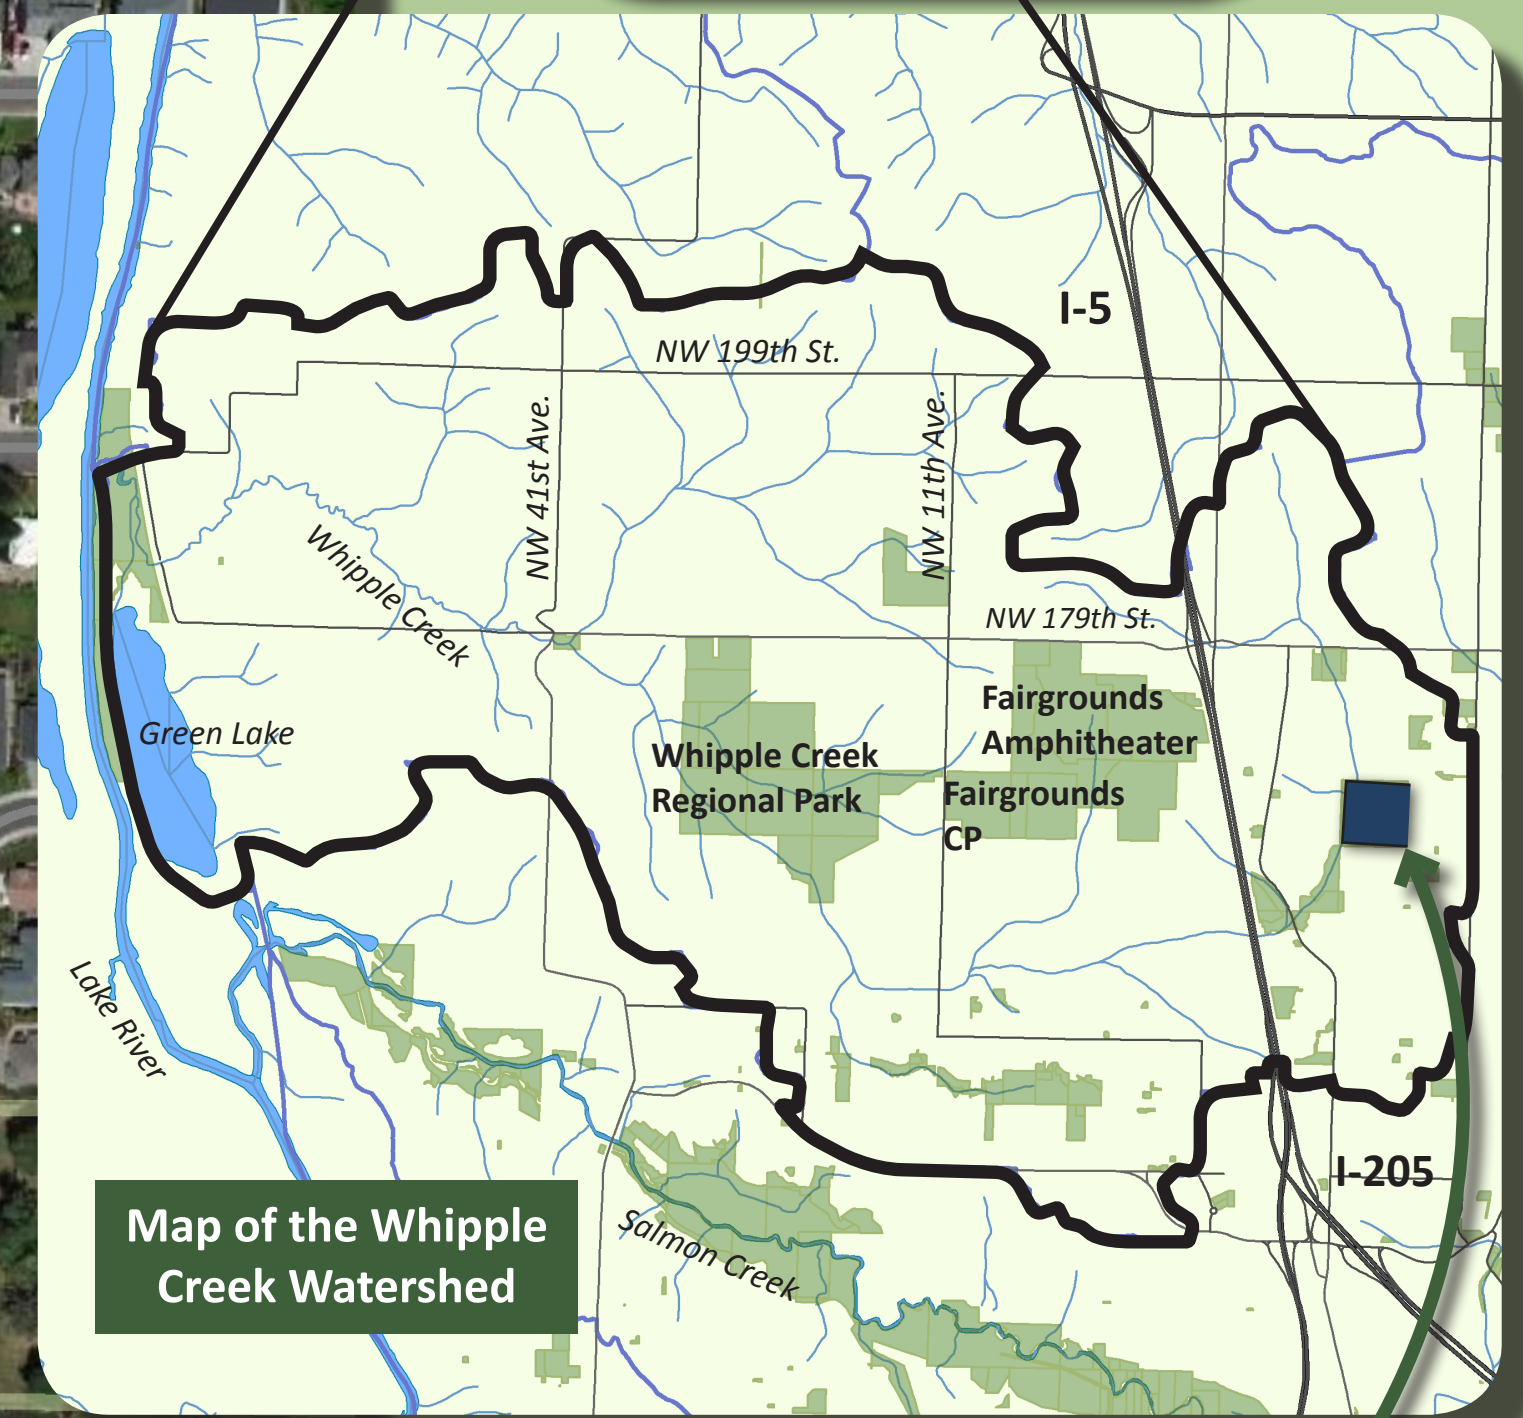 I-5
NW 199th St.
NW 41st Ave.
NW 11th Ave.
Whipple Creek
NW 179th St.
Green Lake
Fairgrounds
Amphitheater
Whipple Creek
Regional Park
Fairgrounds
CP
Lake River
I-205
Salmon Creek
Map of the Whipple
Creek Watershed